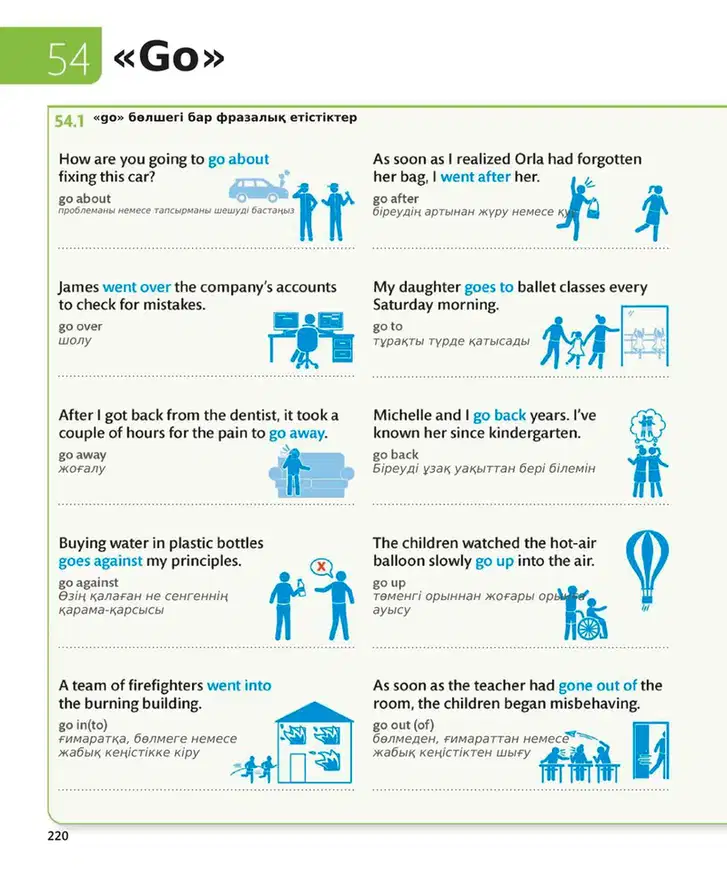 54 «Go»
54.1 «go» бөлшегі бар фразалық етістіктер
How are you going to go about
fixing this car?
go about
проблеманы немесе тапсырманы шешуді бастаңыз
As soon as I realized Orla had forgotten
her bag, I went after her.
go after
біреудің артынан жүру немесе қуу
James went over the company's accounts
to check for mistakes.
go over
шолу
My daughter goes to ballet classes every
Saturday morning.
go to
тұрақты түрде қатысады
After I got back from the dentist, it took a
couple of hours for the pain to go away.
go away
жоғалу
Michelle and I go back years. I've
known her since kindergarten.
go back
Біреуді ұзақ уақыттан бері білемін
Buying water in plastic bottles
goes against my principles.
go against
Өзің қалаған не сенгеннің
қарама-қарсысы
X
The children watched the hot-air
balloon slowly go up into the air.
go up
төменгі орыннан жоғары орынға
ауысу
A team of firefighters went into
the burning building.
go in(to)
ғимаратқа, бөлмеге немесе
жабық кеңістікке кіру
As soon as the teacher had gone out of the
room, the children began misbehaving.
go out (of)
бөлмеден, ғимараттан немесе
жабық кеңістіктен шығу
220